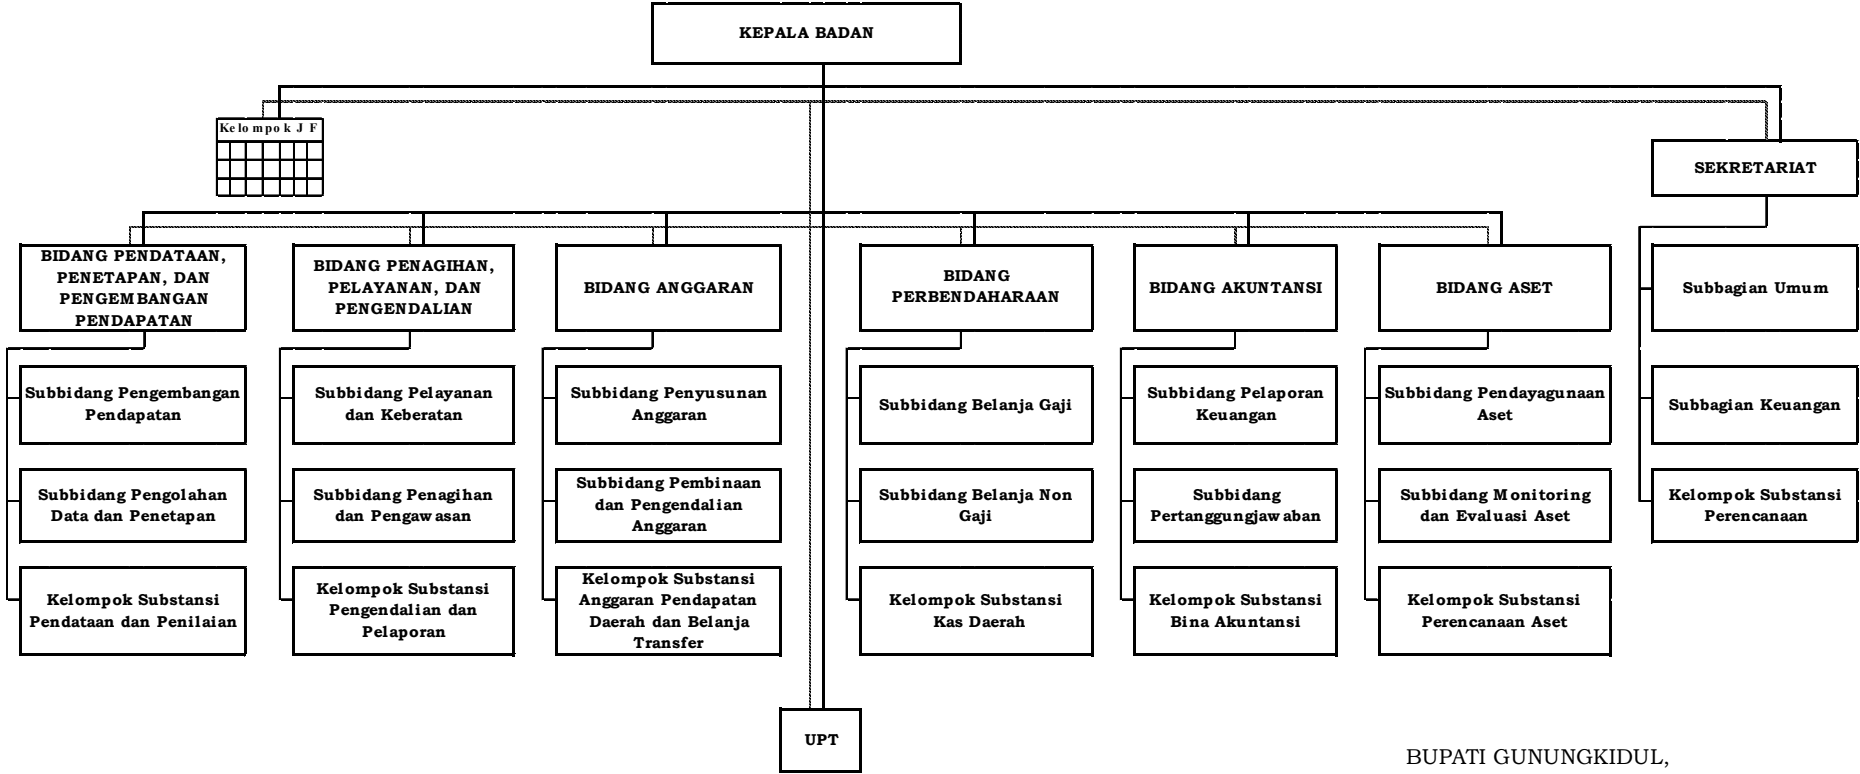 KEPALA BADAN
Kelompok J F
SEKRETARIAT
BIDANG PENDATAAN,
PENETAPAN, DAN
PENGEMBANGAN
PENDAPATAN
BIDANG PENAGIHAN,
PELAYANAN, DAN
PENGENDALIAN
BIDANG ANGGARAN
BIDANG
PERBENDAHARAAN
BIDANG AKUNTANSI
BIDANG ASET
Subbagian Umum
Subbidang Pengembangan
Pendapatan
Subbidang Pelayanan
dan Keberatan
Subbidang Penyusunan
Anggaran
Subbidang Belanja Gaji
Subbidang Pelaporan
Keuangan
Subbidang Pendayagunaan
Aset
Subbagian Keuangan
Subbidang Pengolahan
Data dan Penetapan
Subbidang Penagihan
dan Pengawasan
Subbidang Pembinaan
dan Pengendalian
Anggaran
Subbidang Belanja Non
Gaji
Subbidang
Pertanggungjawaban
Subbidang Monitoring
dan Evaluasi Aset
Kelompok Substansi
Perencanaan
Kelompok Substansi
Pendataan dan Penilaian
Kelompok Substansi
Pengendalian dan
Pelaporan
Kelompok Substansi
Anggaran Pendapatan
Daerah dan Belanja
Transfer
Kelompok Substansi
Kas Daerah
Kelompok Substansi
Bina Akuntansi
Kelompok Substansi
Perencanaan Aset
UPT
BUPATI GUNUNGKIDUL,